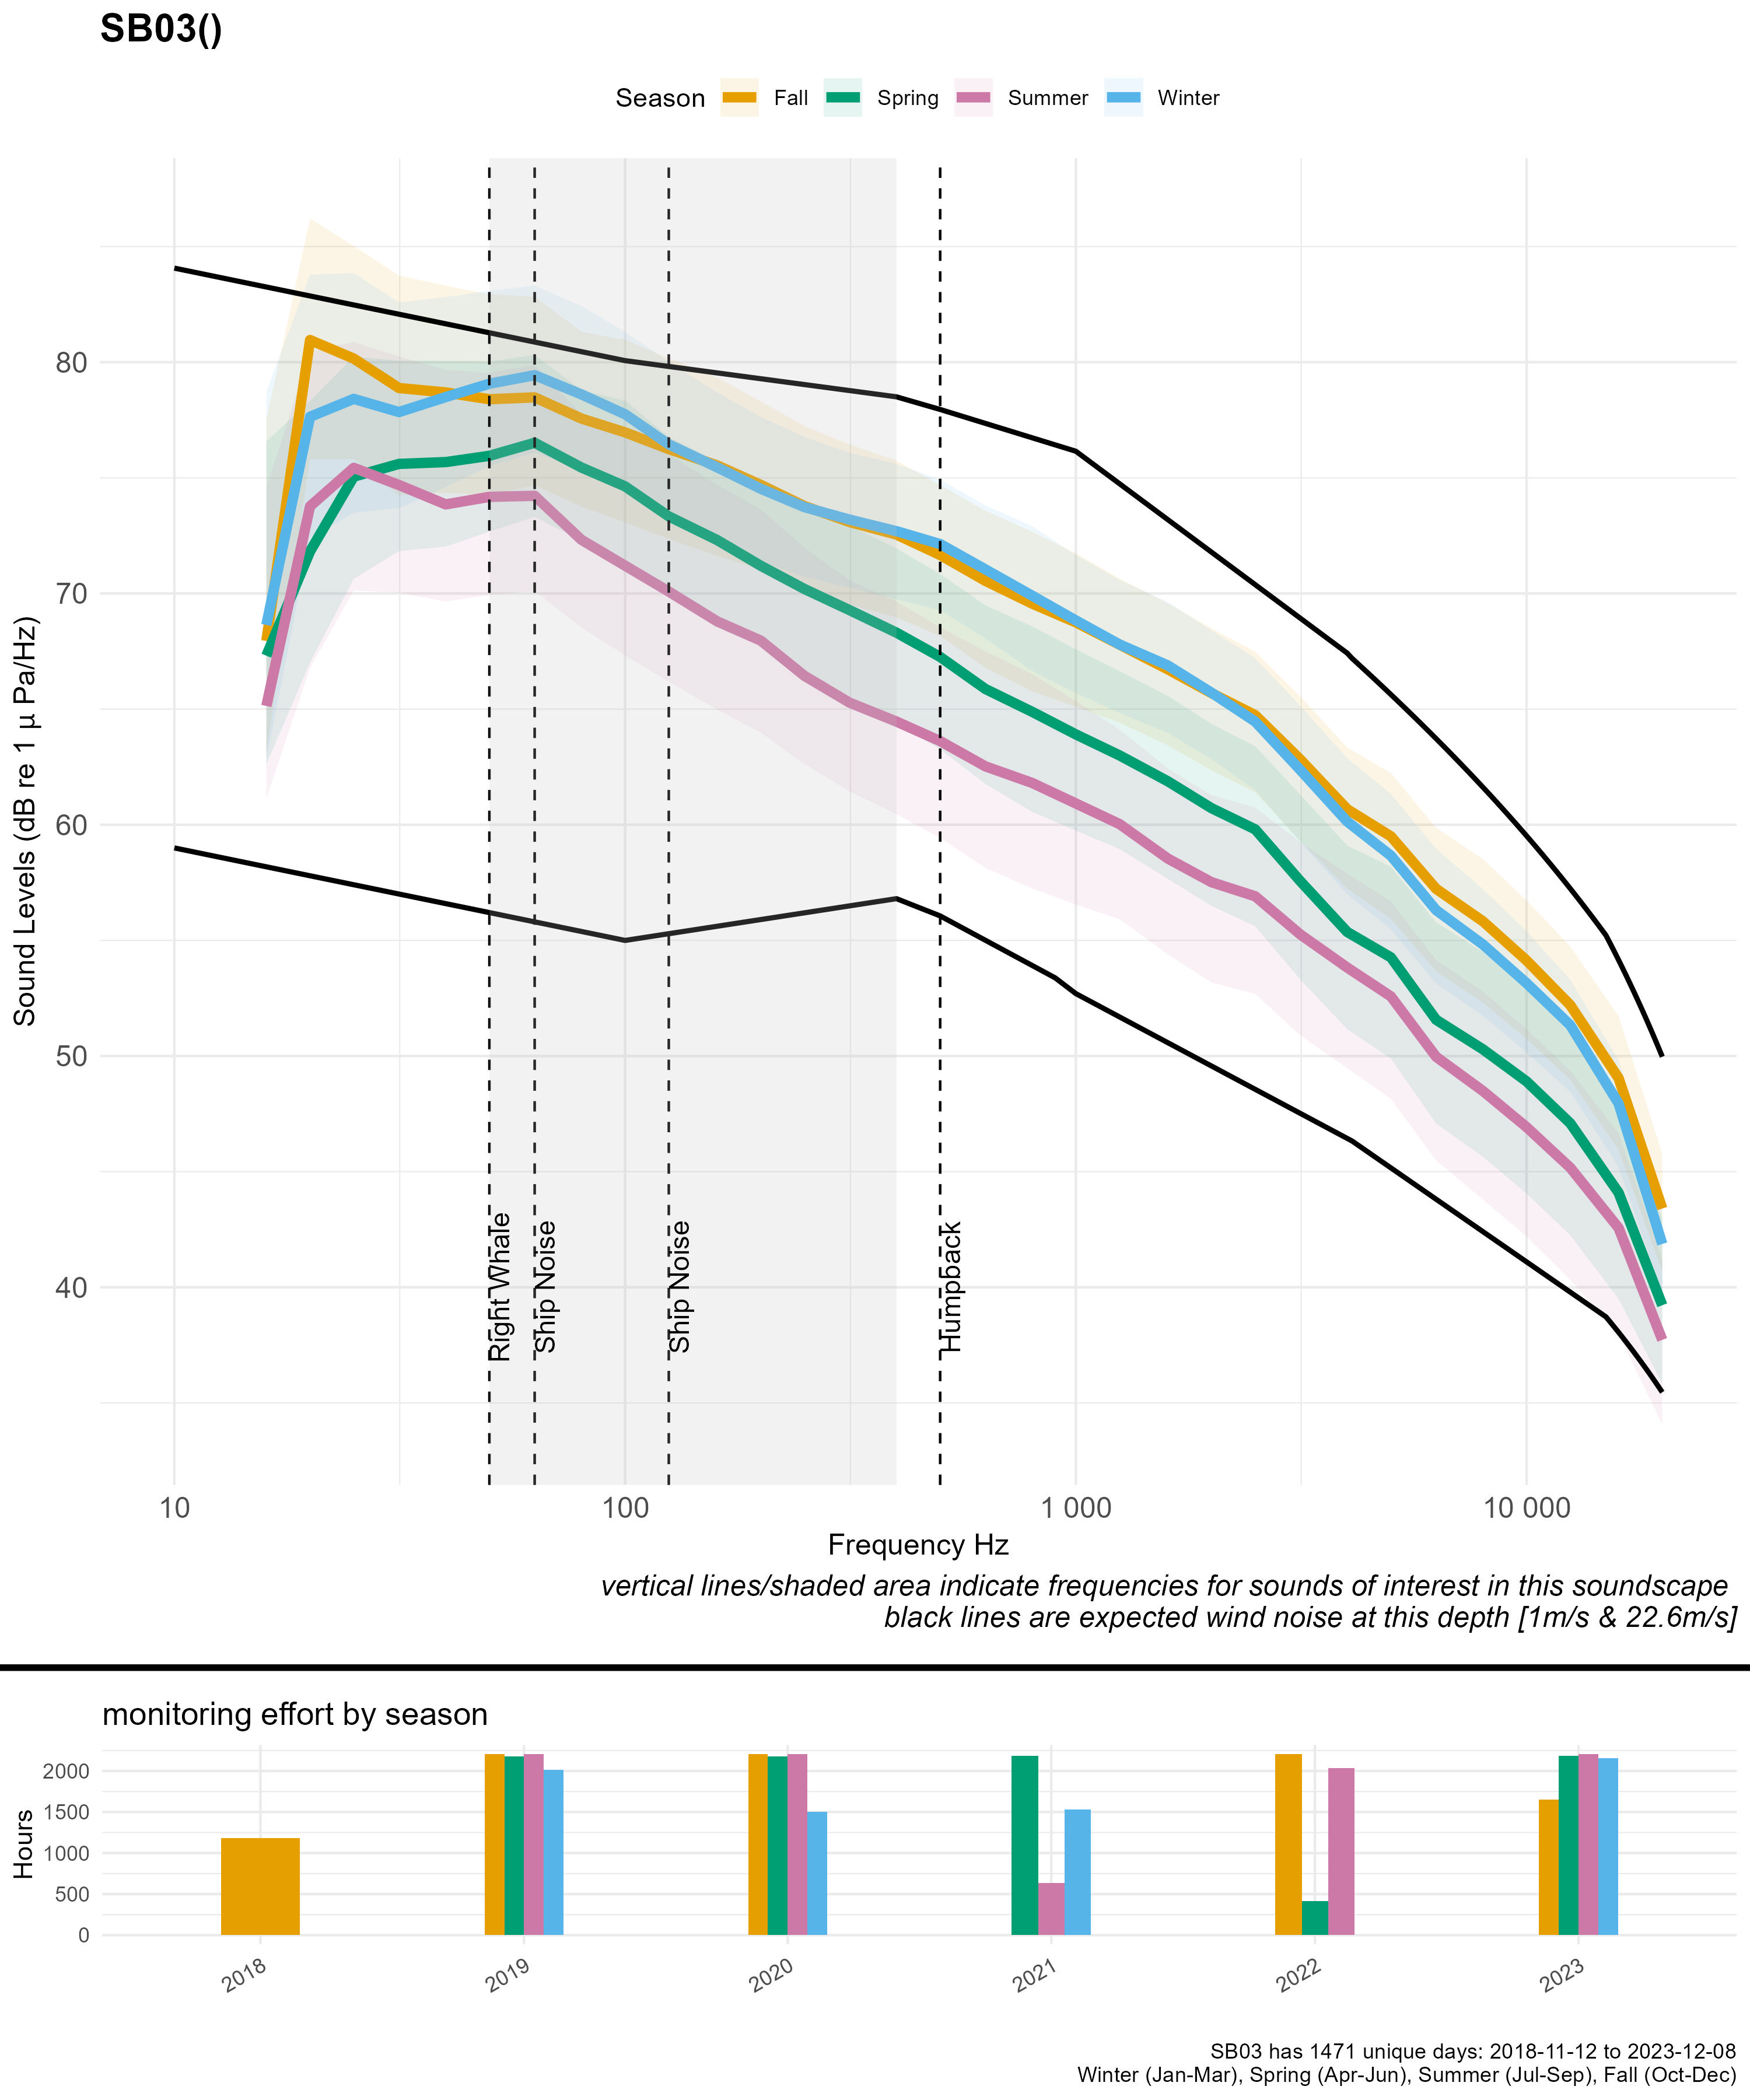 SB03()
Season Fall Spring Summer Winter
Sound Levels (dB re 1 µ Pa/Hz)
80
70
60
50
40
Right Whale
Ship Noise
Ship Noise
Humpback
10 100 1 000 10 000
Frequency Hz
vertical lines/shaded area indicate frequencies for sounds of interest in this soundscape
black lines are expected wind noise at this depth [1m/s & 22.6m/s]
monitoring effort by season
Hours
2000
1500
1000
500
0
2018 2019 2020 2021 2022 2023
SB03 has 1471 unique days: 2018-11-12 to 2023-12-08
Winter (Jan-Mar), Spring (Apr-Jun), Summer (Jul-Sep), Fall (Oct-Dec)